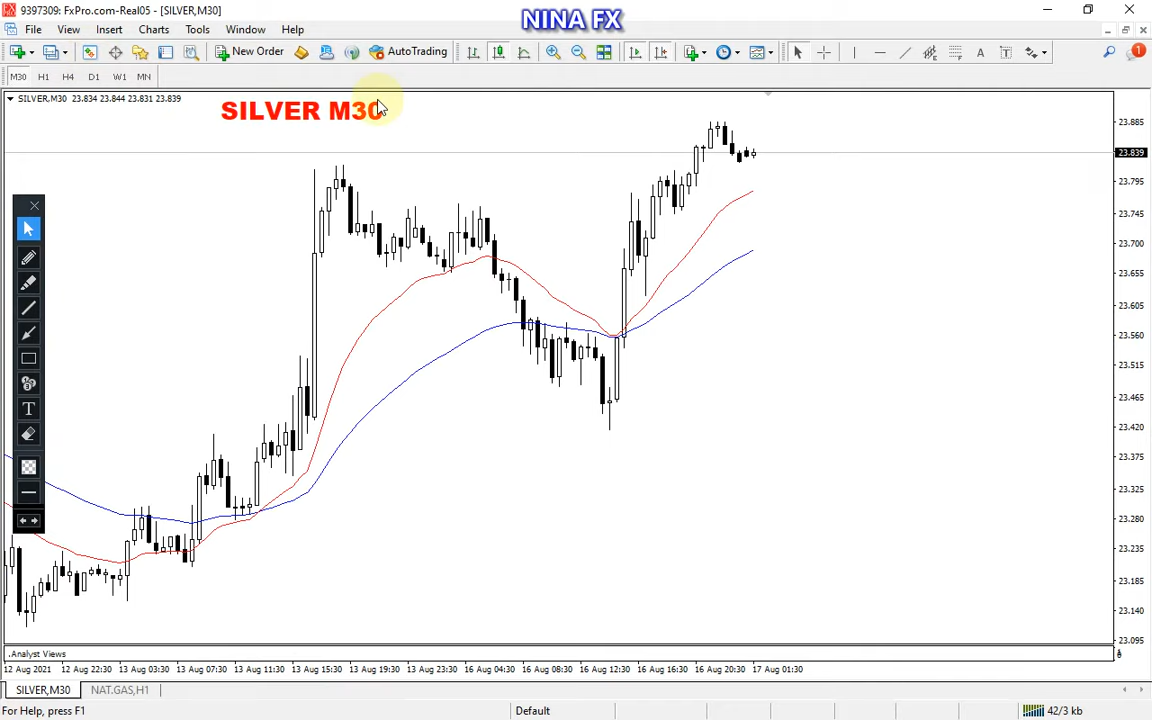 9397309: FxPro.com-Real05 - [SILVER,M30]
NINA FX
File View Insert Charts Tools Window Help
New Order
AutoTrading
1
M30 H1 H4 D1 W1 MN
SILVER,M30 23.834 23.844 23.831 23.839
SILVER M30
23.885
23.839
23.795
23.745
23.700
23.655
23.605
23.560
23.515
23.465
23.420
23.375
23.325
23.280
23.235
23.185
23.140
23.095
.Analyst Views
12 Aug 2021 12 Aug 22:30 13 Aug 03:30 13 Aug 07:30 13 Aug 11:30 13 Aug 15:30 13 Aug 19:30 13 Aug 23:30 16 Aug 04:30 16 Aug 08:30 16 Aug 12:30 16 Aug 16:30 16 Aug 20:30 17 Aug 01:30
SILVER,M30 NAT.GAS,H1
For Help, press F1 Default 42/3 kb